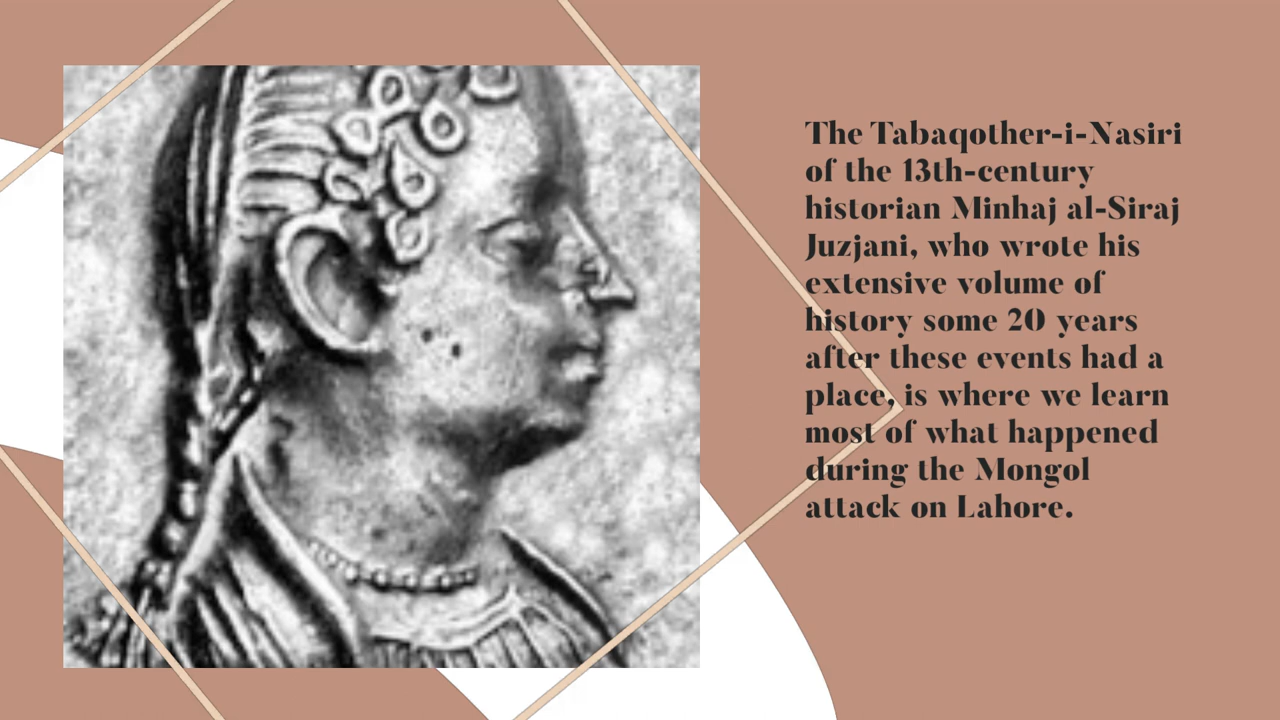 The Tabaqother-i-Nasiri
of the 13th-century
historian Minhaj al-Siraj
Juzjani, who wrote his
extensive volume of
history some 20 years
after these events had a
place, is where we learn
most of what happened
during the Mongol
attack on Lahore.